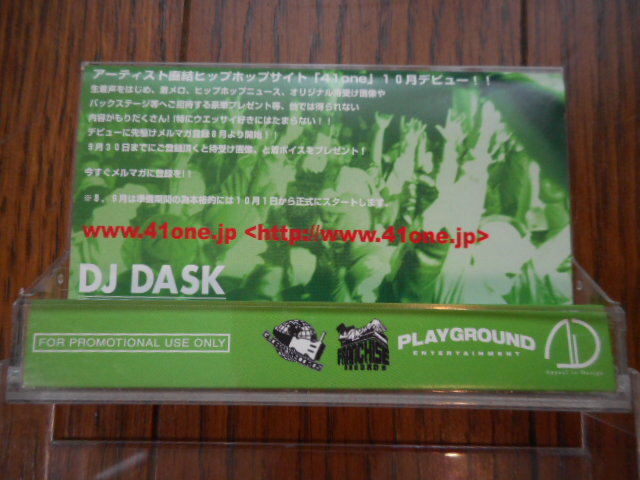 アーティスト直結ヒップホップサイト「41one」10月デビュー！！
生着声をはじめ、着メロ、ヒップホップニュース、オリジナル待受け画像や
バックステージ等へご招待する豪華プレゼント等、他では得られない
内容がもりだくさん！(特にウエッサイ好きにはたまらない！！
デビューに先駆けメルマガ登録8月より開始！！
9月30日までにご登録頂くと待受け画像、と着ボイスをプレゼント！
今すぐメルマガに登録を！！
※8、9月は準備期間の為本格的には10月1日から正式にスタートします。
www.41one.jp <http://www.41one.jp>
DJ DASK
FOR PROMOTIONAL USE ONLY
FRANCHISE
RECORDS
PLAYGROUND
ENTERTAINMENT
Appeal In Design